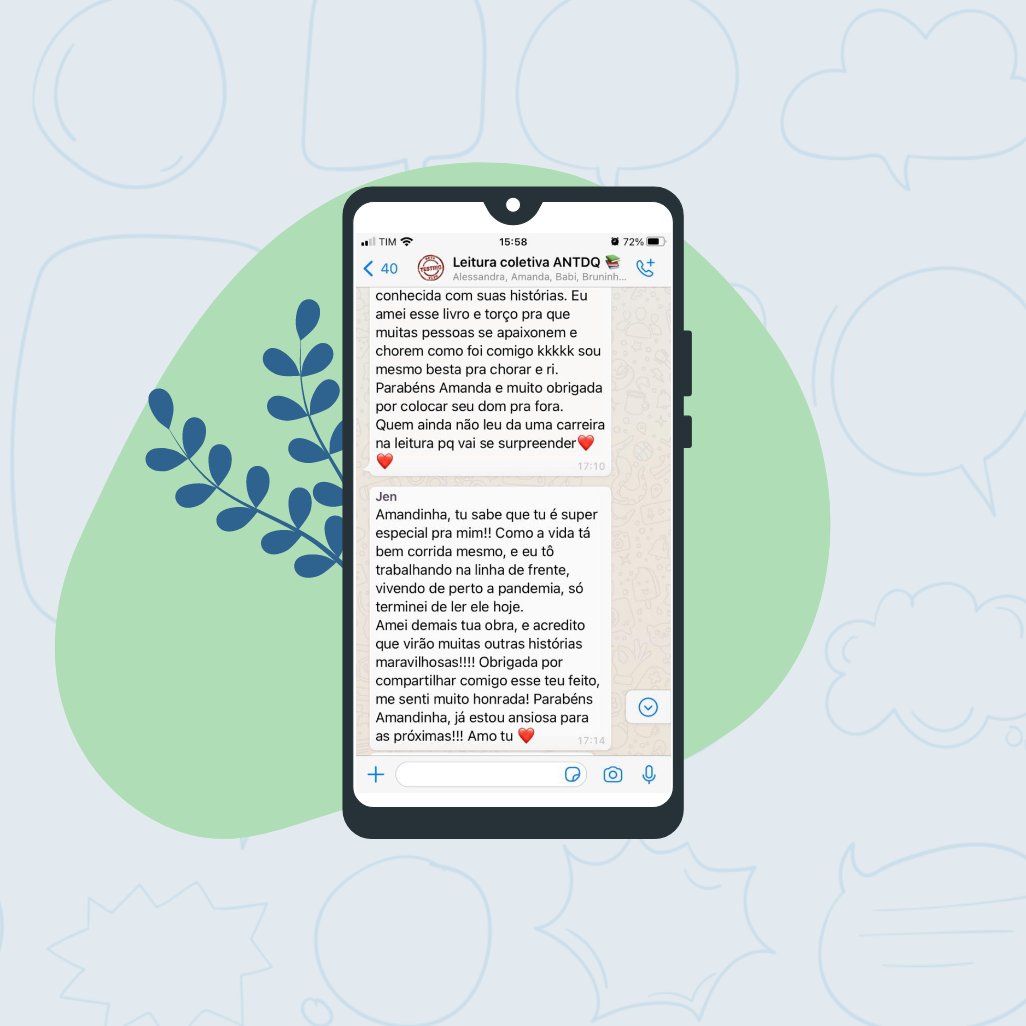 TIM
15:58
72%
40
TESTING
Leitura coletiva ANTDQ 📚
Alessandra, Amanda, Babi, Bruninh...
conhecida com suas histórias. Eu
amei esse livro e torço pra que
muitas pessoas se apaixonem e
chorem como foi comigo kkkkk sou
mesmo besta pra chorar e ri.
Parabéns Amanda e muito obrigada
por colocar seu dom pra fora.
Quem ainda não leu da uma carreira
na leitura pq vai se surpreender❤️
❤️
17:10
Jen
Amandinha, tu sabe que tu é super
especial pra mim!! Como a vida tá
bem corrida mesmo, e eu tô
trabalhando na linha de frente,
vivendo de perto a pandemia, só
terminei de ler ele hoje.
Amei demais tua obra, e acredito
que virão muitas outras histórias
maravilhosas!!!! Obrigada por
compartilhar comigo esse teu feito,
me senti muito honrada! Parabéns
Amandinha, já estou ansiosa para
as próximas!!! Amo tu ❤️
17:14